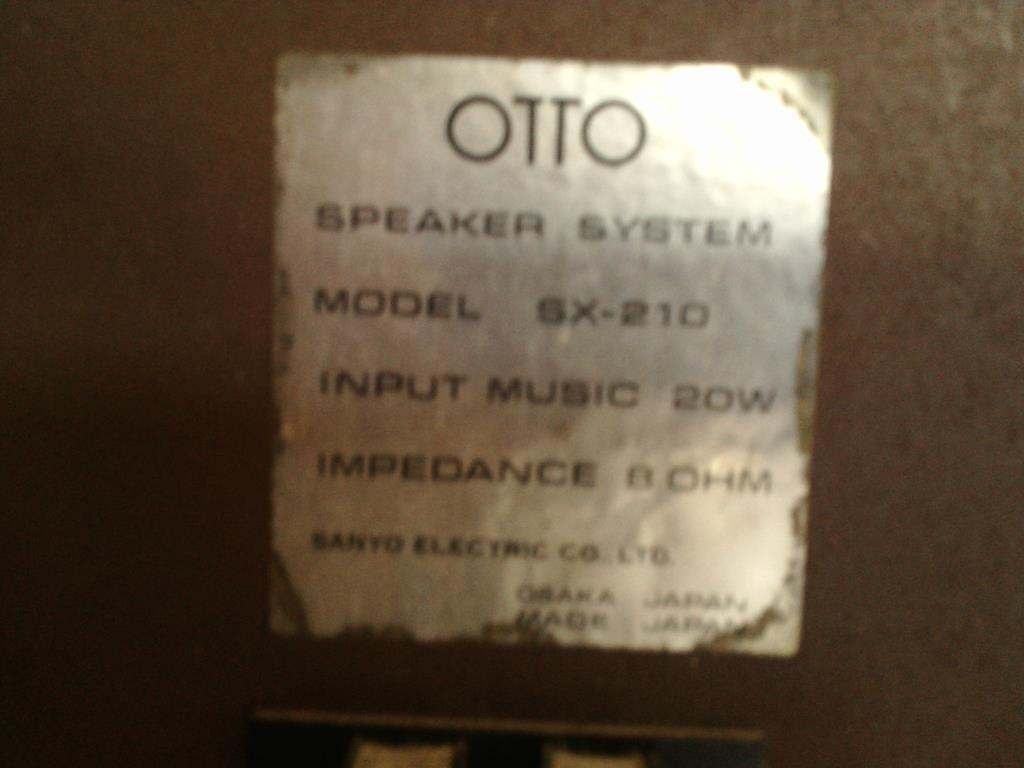 OTTO
SPEAKER SYSTEM
MODEL SX-210
INPUT MUSIC 20W
IMPEDANCE 8 OHM
SANYO ELECTRIC CO., LTD.
OSAKA JAPAN
MADE JAPAN